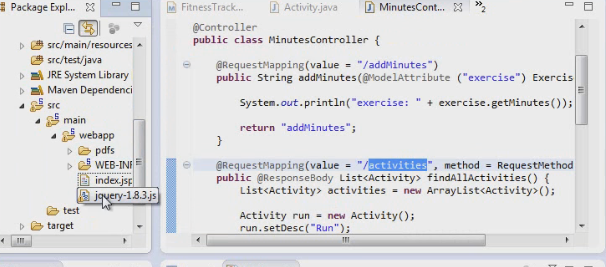 Package Expl...
FitnessTrack...
Activity.java
MinutesCont...
»2
src/main/resources
src/test/java
JRE System Library
Maven Dependenci
src
main
webapp
pdfs
WEB-INF
index.jsp
jquery-1.8.3.js
test
target
@Controller
public class MinutesController {
@RequestMapping(value = "/addMinutes")
public String addMinutes(@ModelAttribute ("exercise") Exercis
System.out.println("exercise: " + exercise.getMinutes());
return "addMinutes";
}
@RequestMapping(value = "/activities", method = RequestMethod
public @ResponseBody List<Activity> findAllActivities() {
List<Activity> activities = new ArrayList<Activity>();
Activity run = new Activity();
run.setDesc("Run");